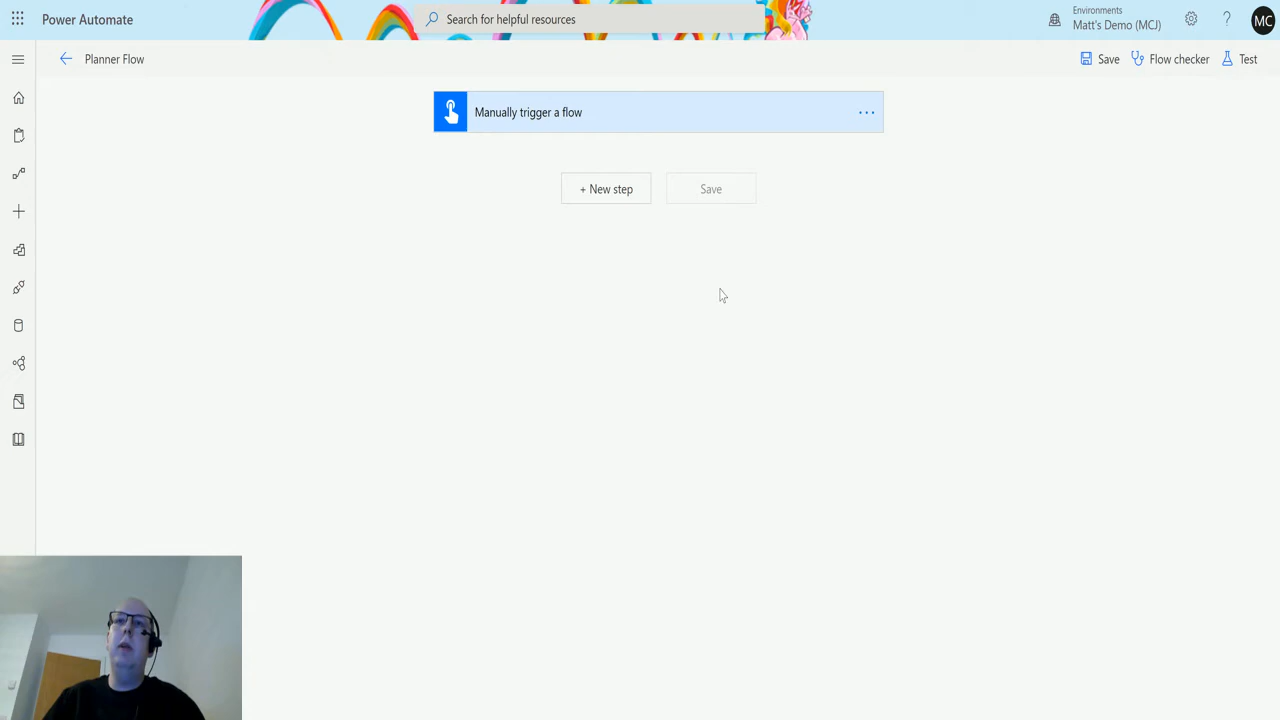 Power Automate
Search for helpful resources
Environments
Matt's Demo (MCJ)
?
MC
Planner Flow
Save
Flow checker
Test
Manually trigger a flow
...
+ New step
Save